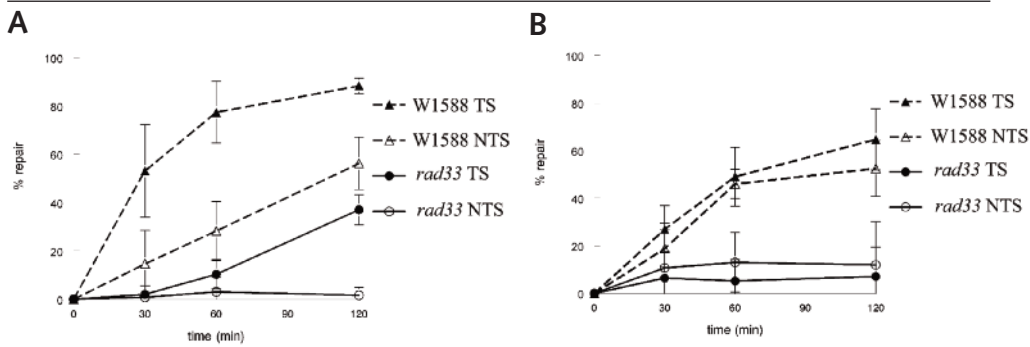 A
B
% repair
100
80
60
40
20
0
0
30
60
90
120
time (min)
W1588 TS
W1588 NTS
rad33 TS
rad33 NTS
% repair
100
80
60
40
20
0
0
30
60
90
120
time (min)
W1588 TS
W1588 NTS
rad33 TS
rad33 NTS